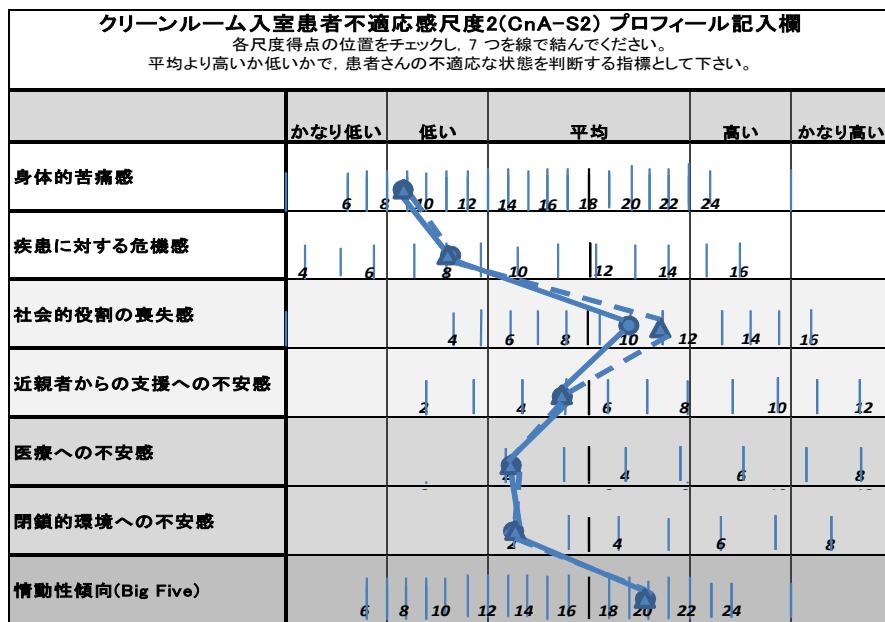 クリーンルーム入室患者不適応感尺度2(CnA-S2) プロフィール記入欄
各尺度得点の位置をチェックし, 7 つを線で結んでください。
平均より高いか低いかで, 患者さんの不適応な状態を判断する指標として下さい。
かなり低い 低い 平均 高い かなり高い
身体的苦痛感 6 8 10 12 14 16 18 20 22 24
疾患に対する危機感 4 6 8 10 12 14 16
社会的役割の喪失感 4 6 8 10 12 14 16
近親者からの支援への不安感 2 4 6 8 10 12
医療への不安感 4 6 8
閉鎖的環境への不安感 2 4 6 8
情動性傾向(Big Five) 6 8 10 12 14 16 18 20 22 24